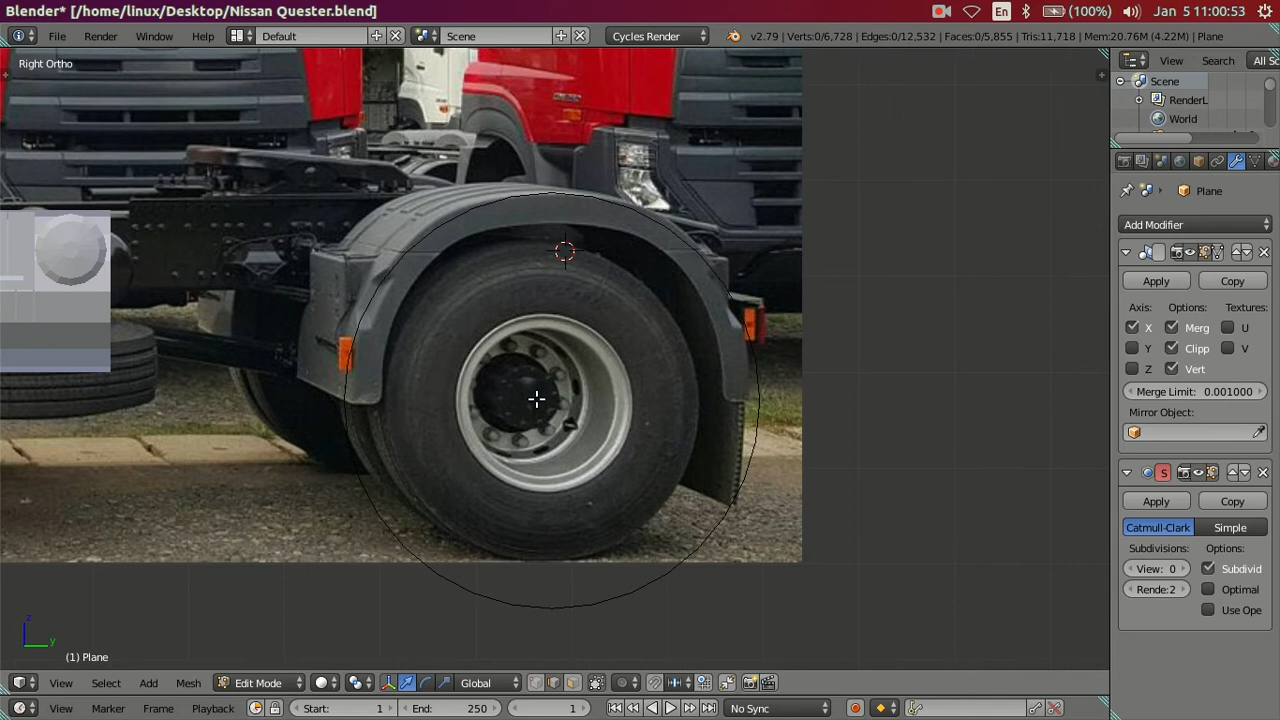 Blender* [/home/linux/Desktop/Nissan Quester.blend]
En
(100%)
Jan 5 11:00:53
File
Render
Window
Help
Default
Scene
Cycles Render
v2.79 | Verts:0/6,728 | Edges:0/12,532 | Faces:0/5,855 | Tris:11,718 | Mem:20.76M (4.22M) | Plane
Right Ortho
View
Search
All Sc
Scene
RenderL
World
Plane
Add Modifier
Apply
Copy
Axis:
Options:
Textures:
X
Merg
U
Y
Clipp
V
Z
Vert
Merge Limit: 0.001000
Mirror Object:
S
Apply
Copy
Catmull-Clark
Simple
Subdivisions:
Options:
View: 0
Subdivid
Rende:2
Optimal
Use Ope
z
y
(1) Plane
View
Select
Add
Mesh
Edit Mode
Global
View
Marker
Frame
Playback
Start: 1
End: 250
1
No Sync